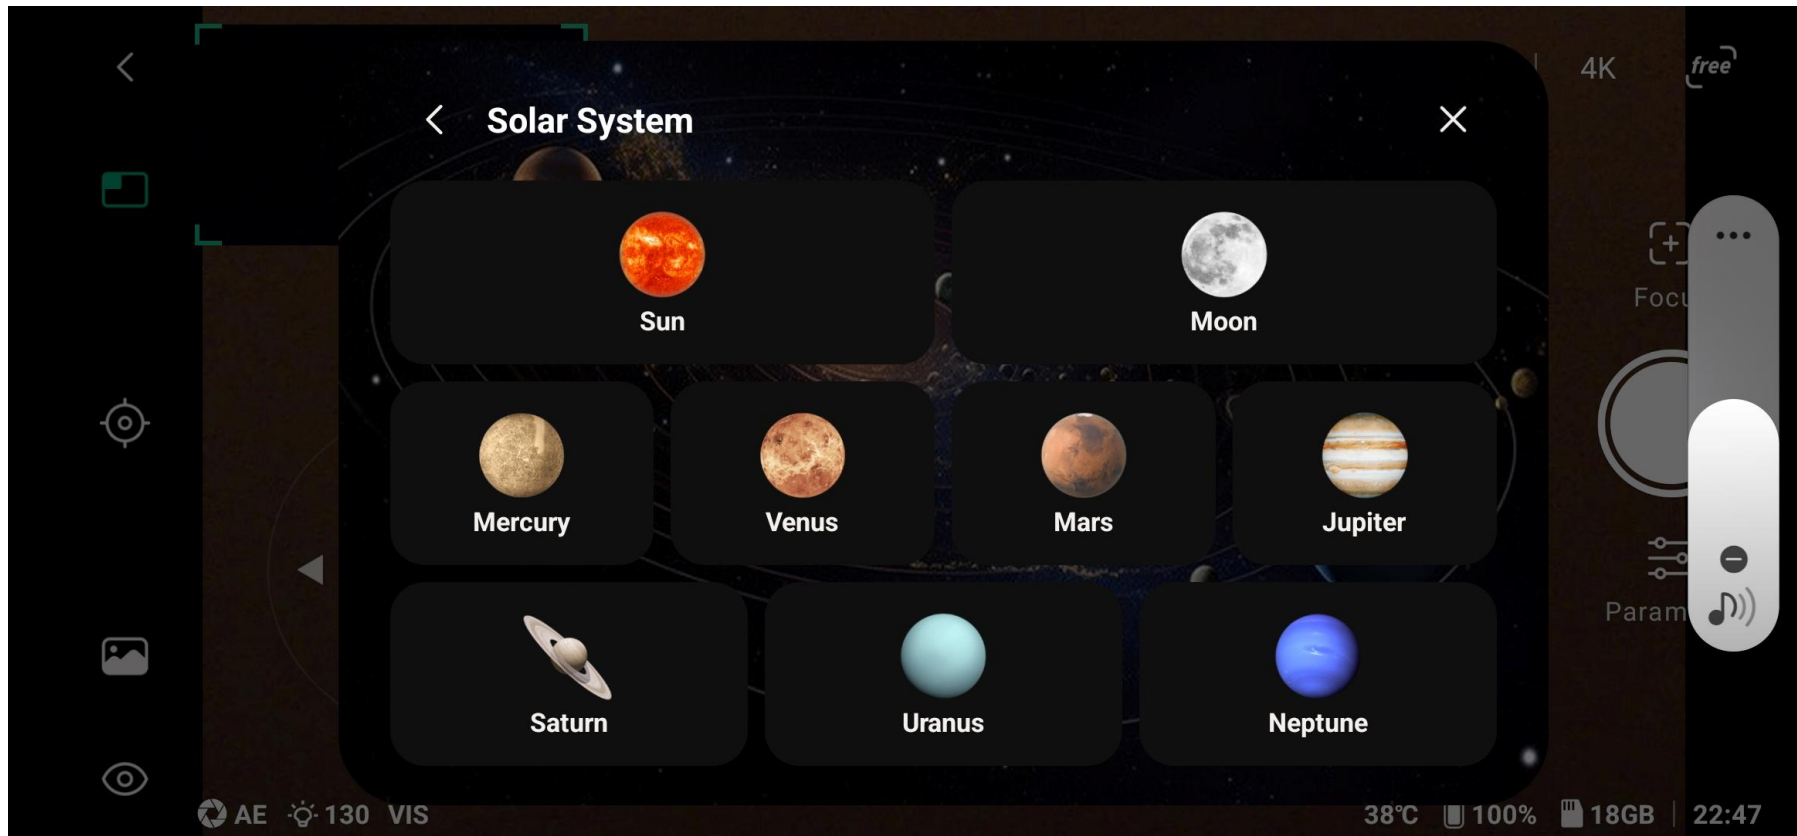 4K
free
Solar System
Sun
Moon
Focu
Mercury
Venus
Mars
Jupiter
Param
Saturn
Uranus
Neptune
AE 130 VIS
38°C 100% 18GB 22:47